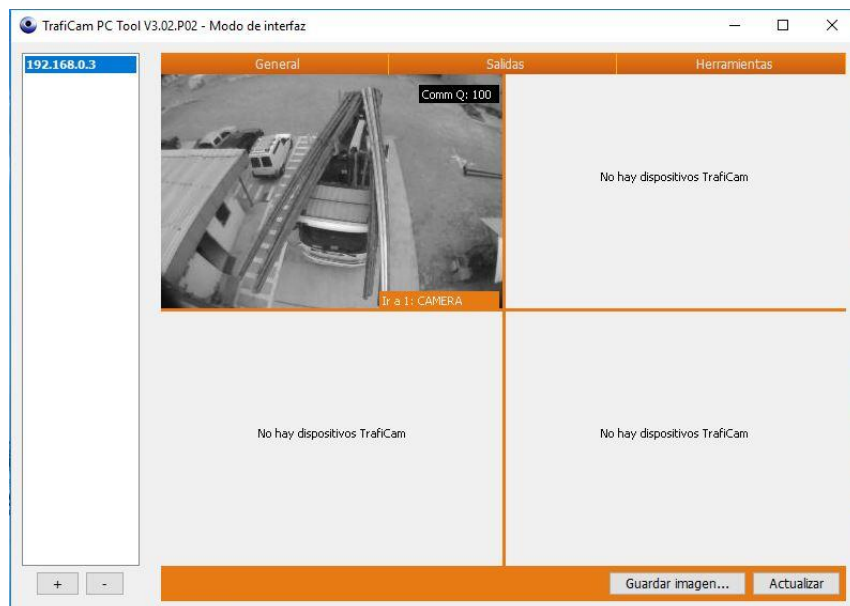 TrafiCam PC Tool V3.02.P02 - Modo de interfaz
192.168.0.3
General
Salidas
Herramientas
Comm Q: 100
Ir a 1: CAMERA
No hay dispositivos TrafiCam
No hay dispositivos TrafiCam
No hay dispositivos TrafiCam
+
-
Guardar imagen...
Actualizar